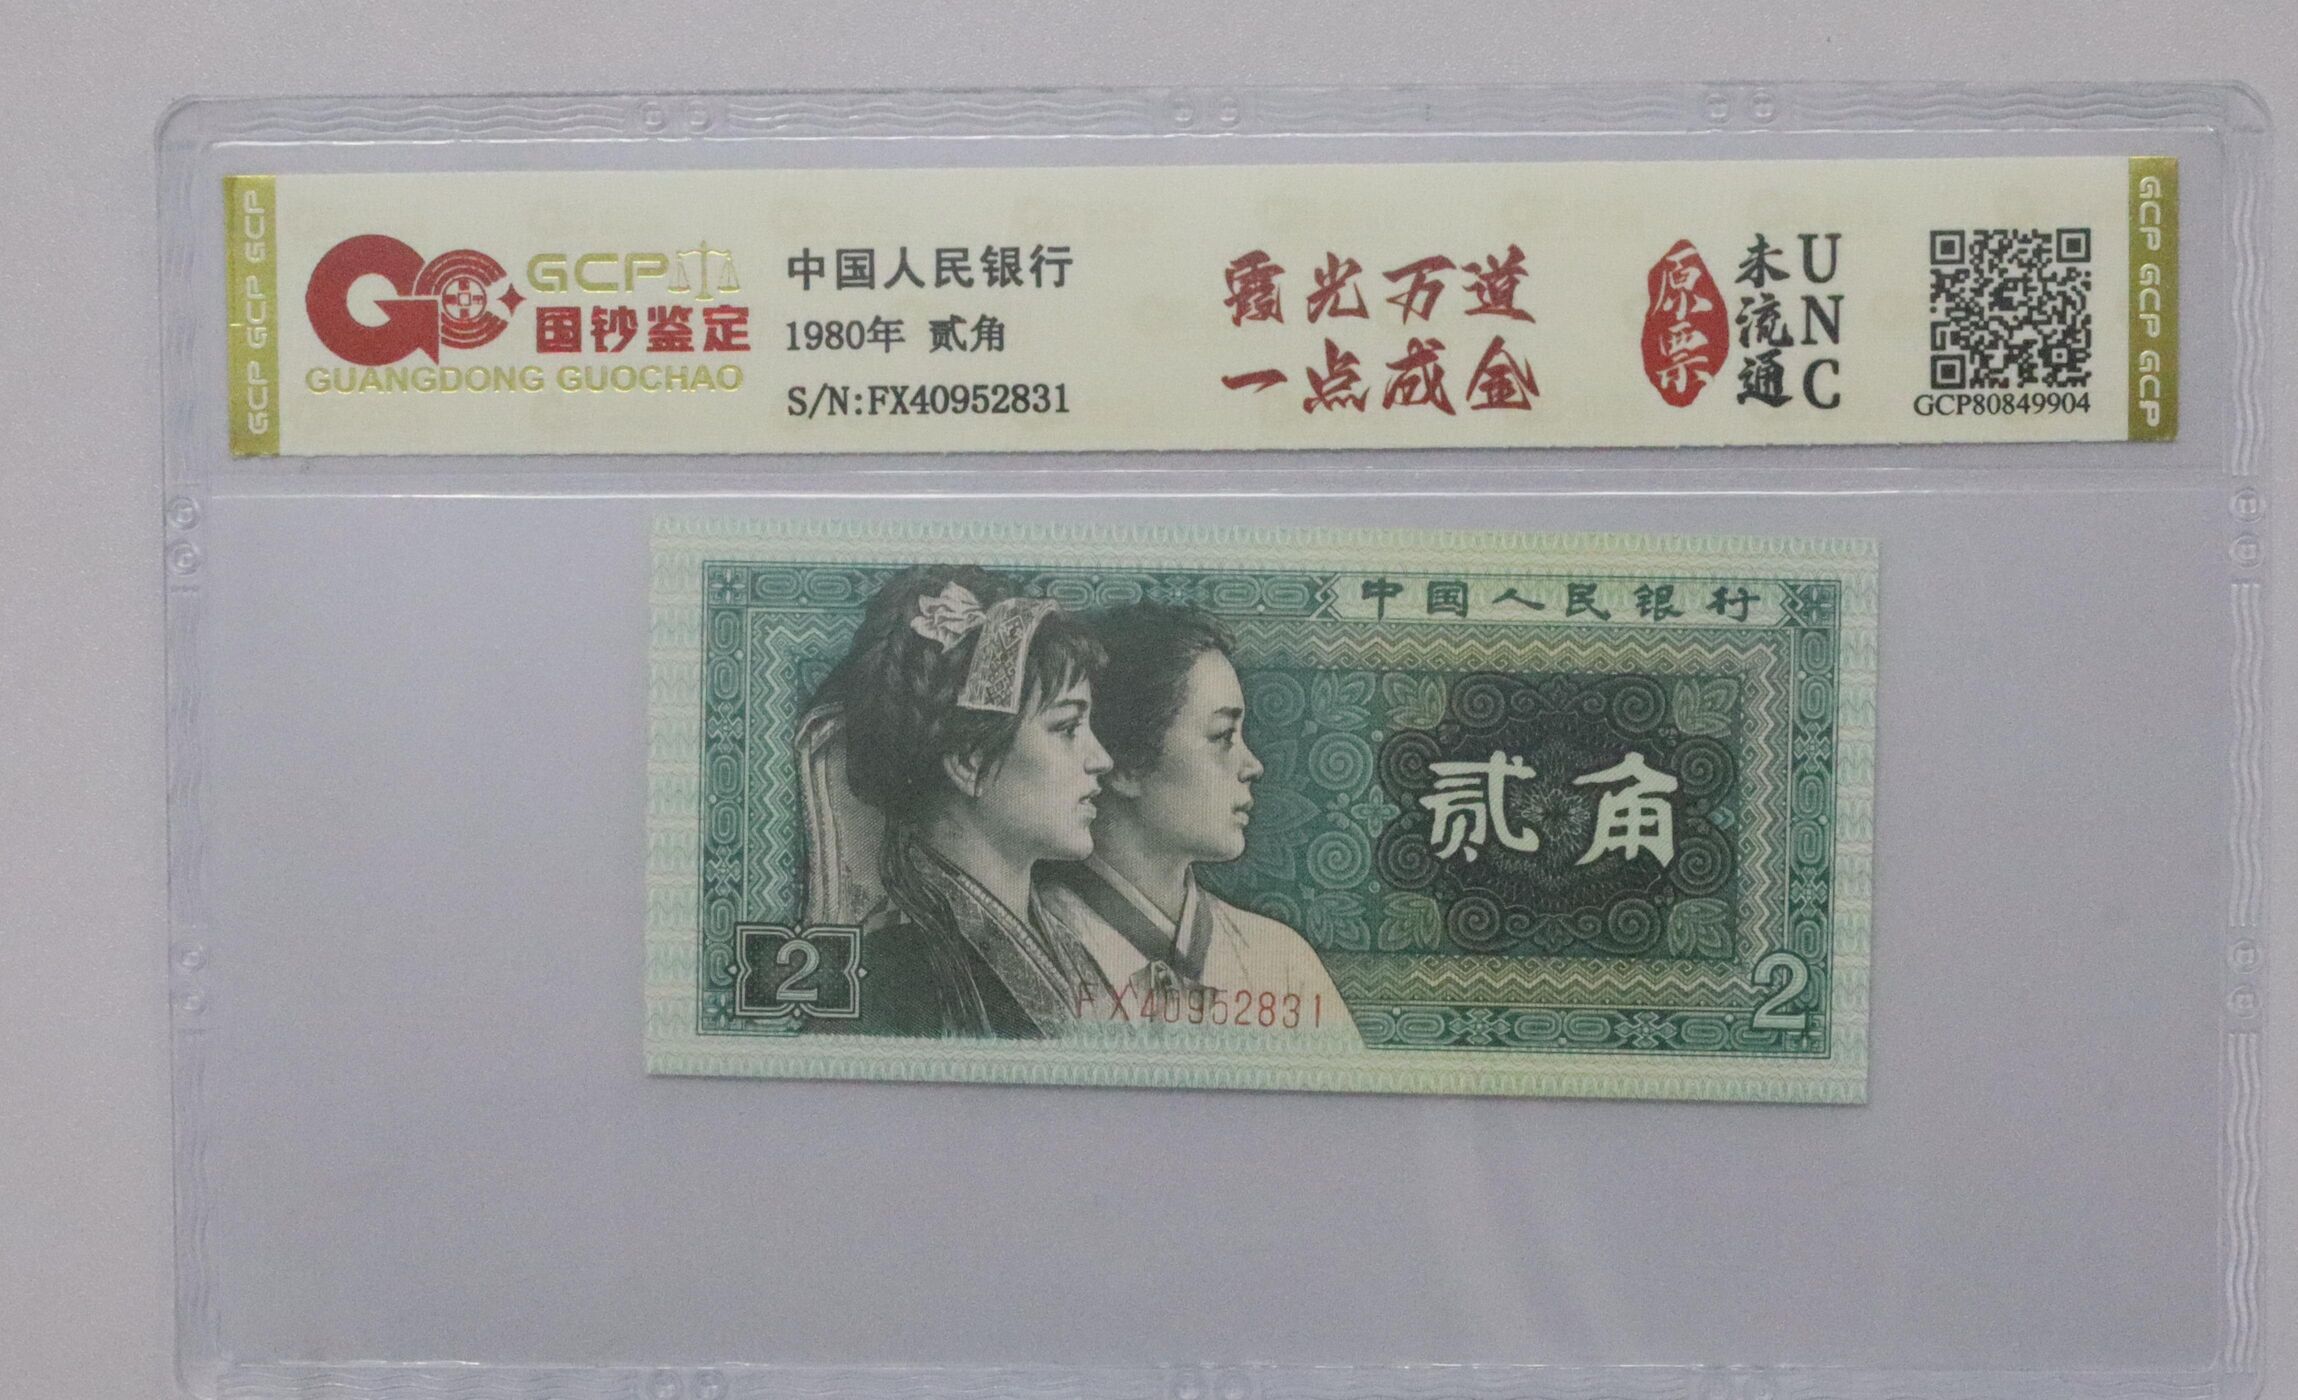 GCP GCP GCP
GCP
国钞鉴定
GUANGDONG GUOCHAO
中国人民银行
1980年 贰角
S/N:FX40952831
霞光万道
一点成金
原票
未流通
UNC
GCP80849904
GCP GCP GCP
中国人民银行
贰角
2
FX40952831
2